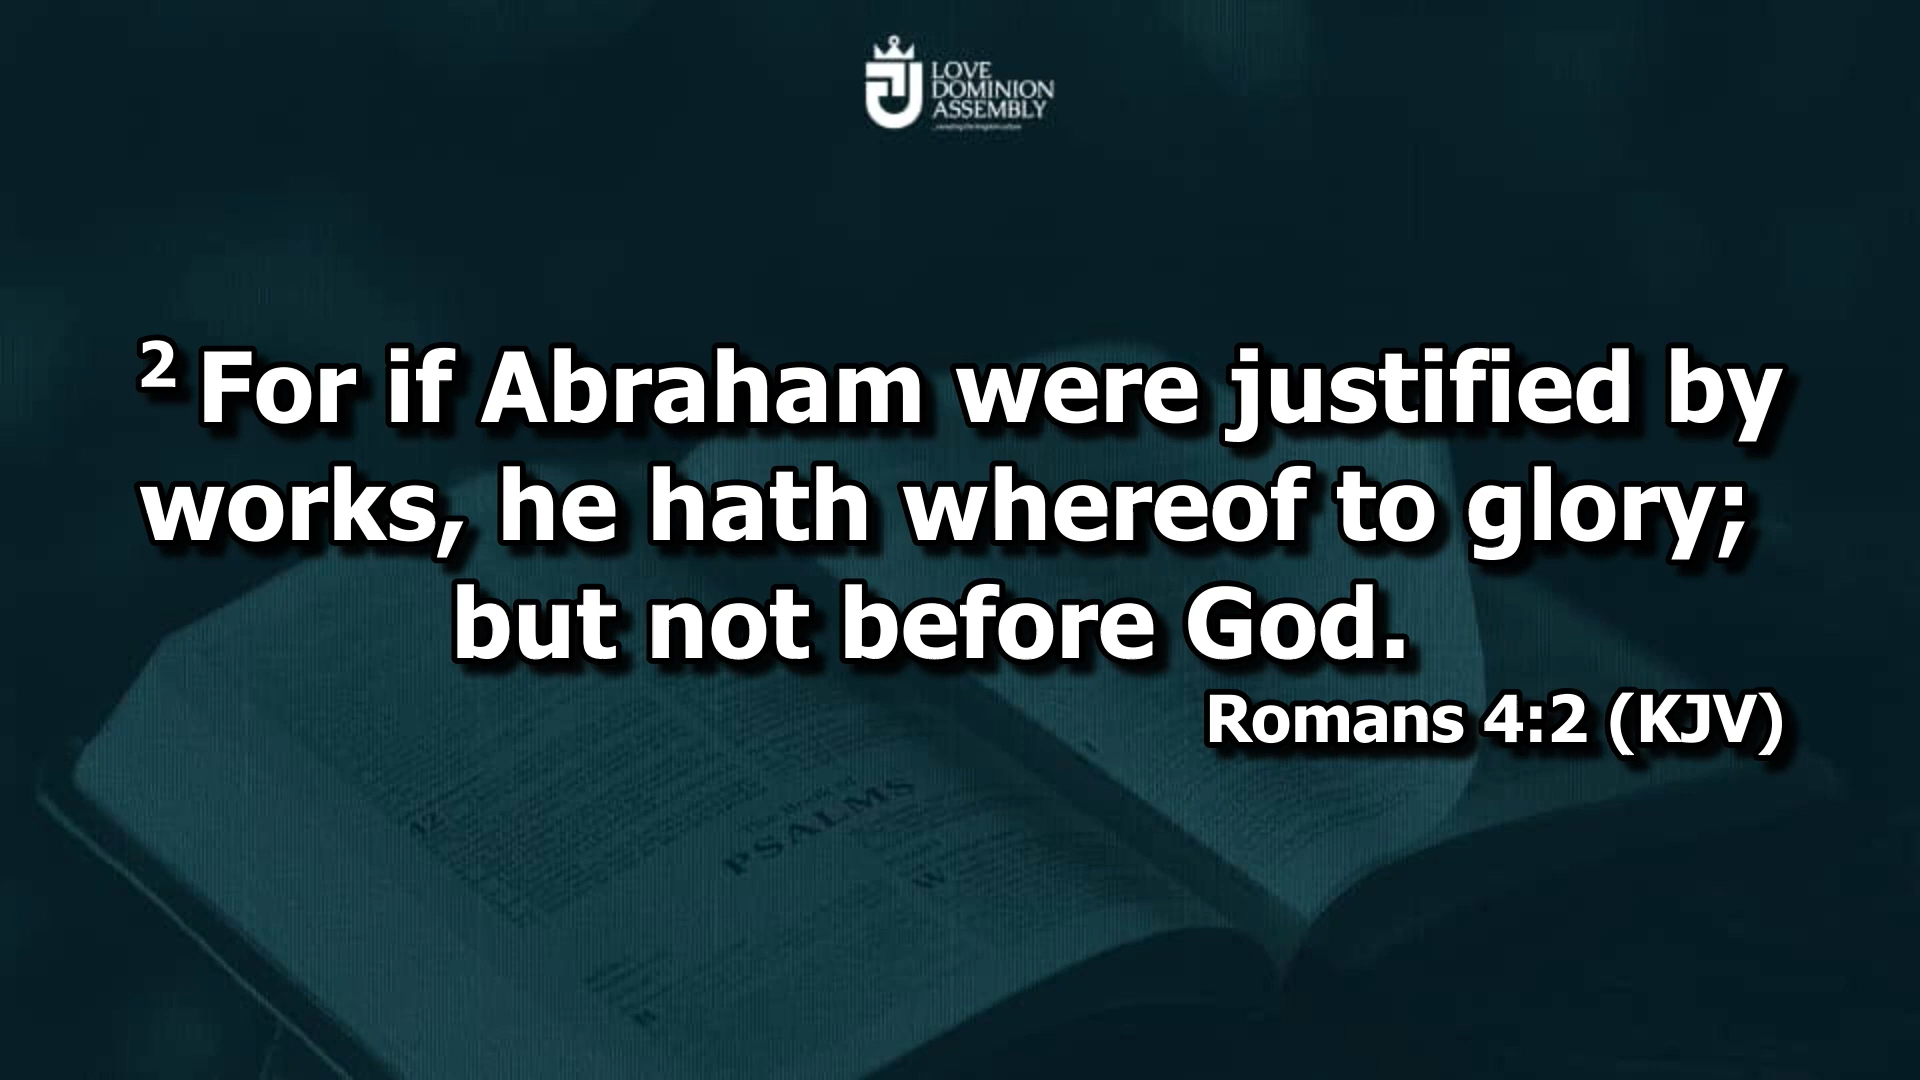 LOVE
DOMINION
ASSEMBLY
2 For if Abraham were justified by
works, he hath whereof to glory;
but not before God.
Romans 4:2 (KJV)
12
PSALMS
W